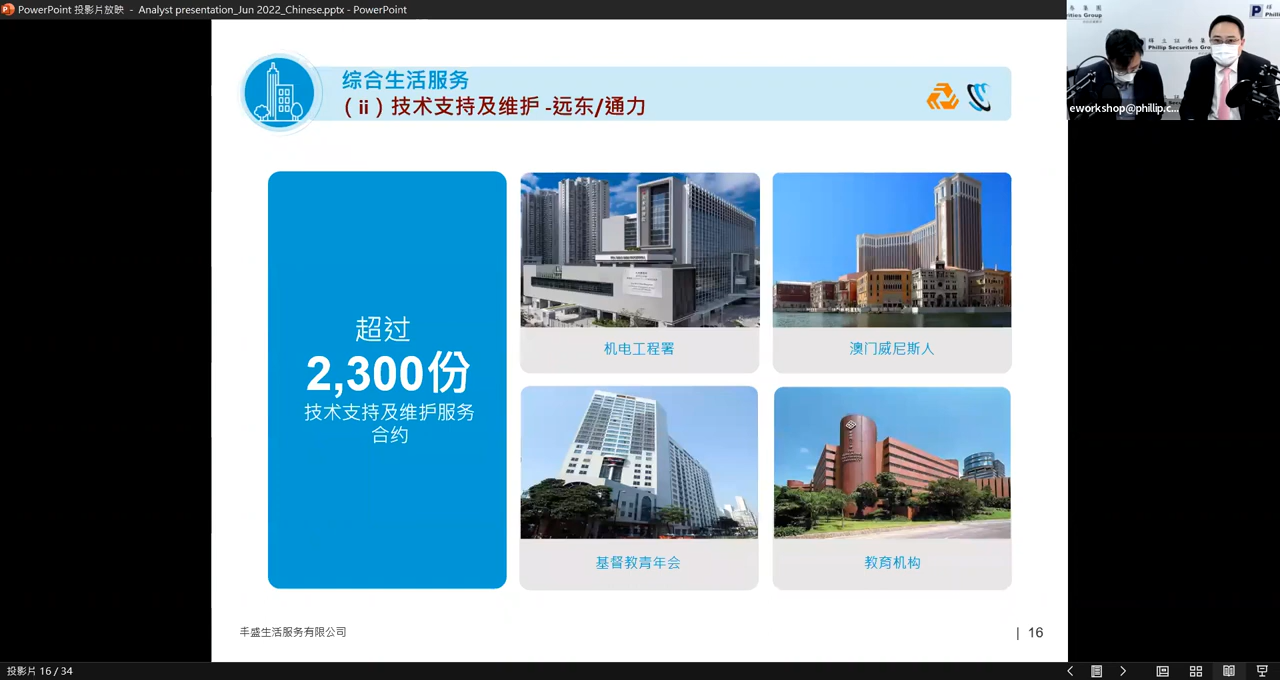 PowerPoint 投影片放映 - Analyst presentation_Jun 2022_Chinese.pptx - PowerPoint
综合生活服务
（ii）技术支持及维护 -远东/通力
超过
2,300份
技术支持及维护服务
合约
机电工程署
澳门威尼斯人
基督教青年会
教育机构
丰盛生活服务有限公司
| 16
投影片 16 / 34
Phillip Securities Group
eworkshop@phillip.c...